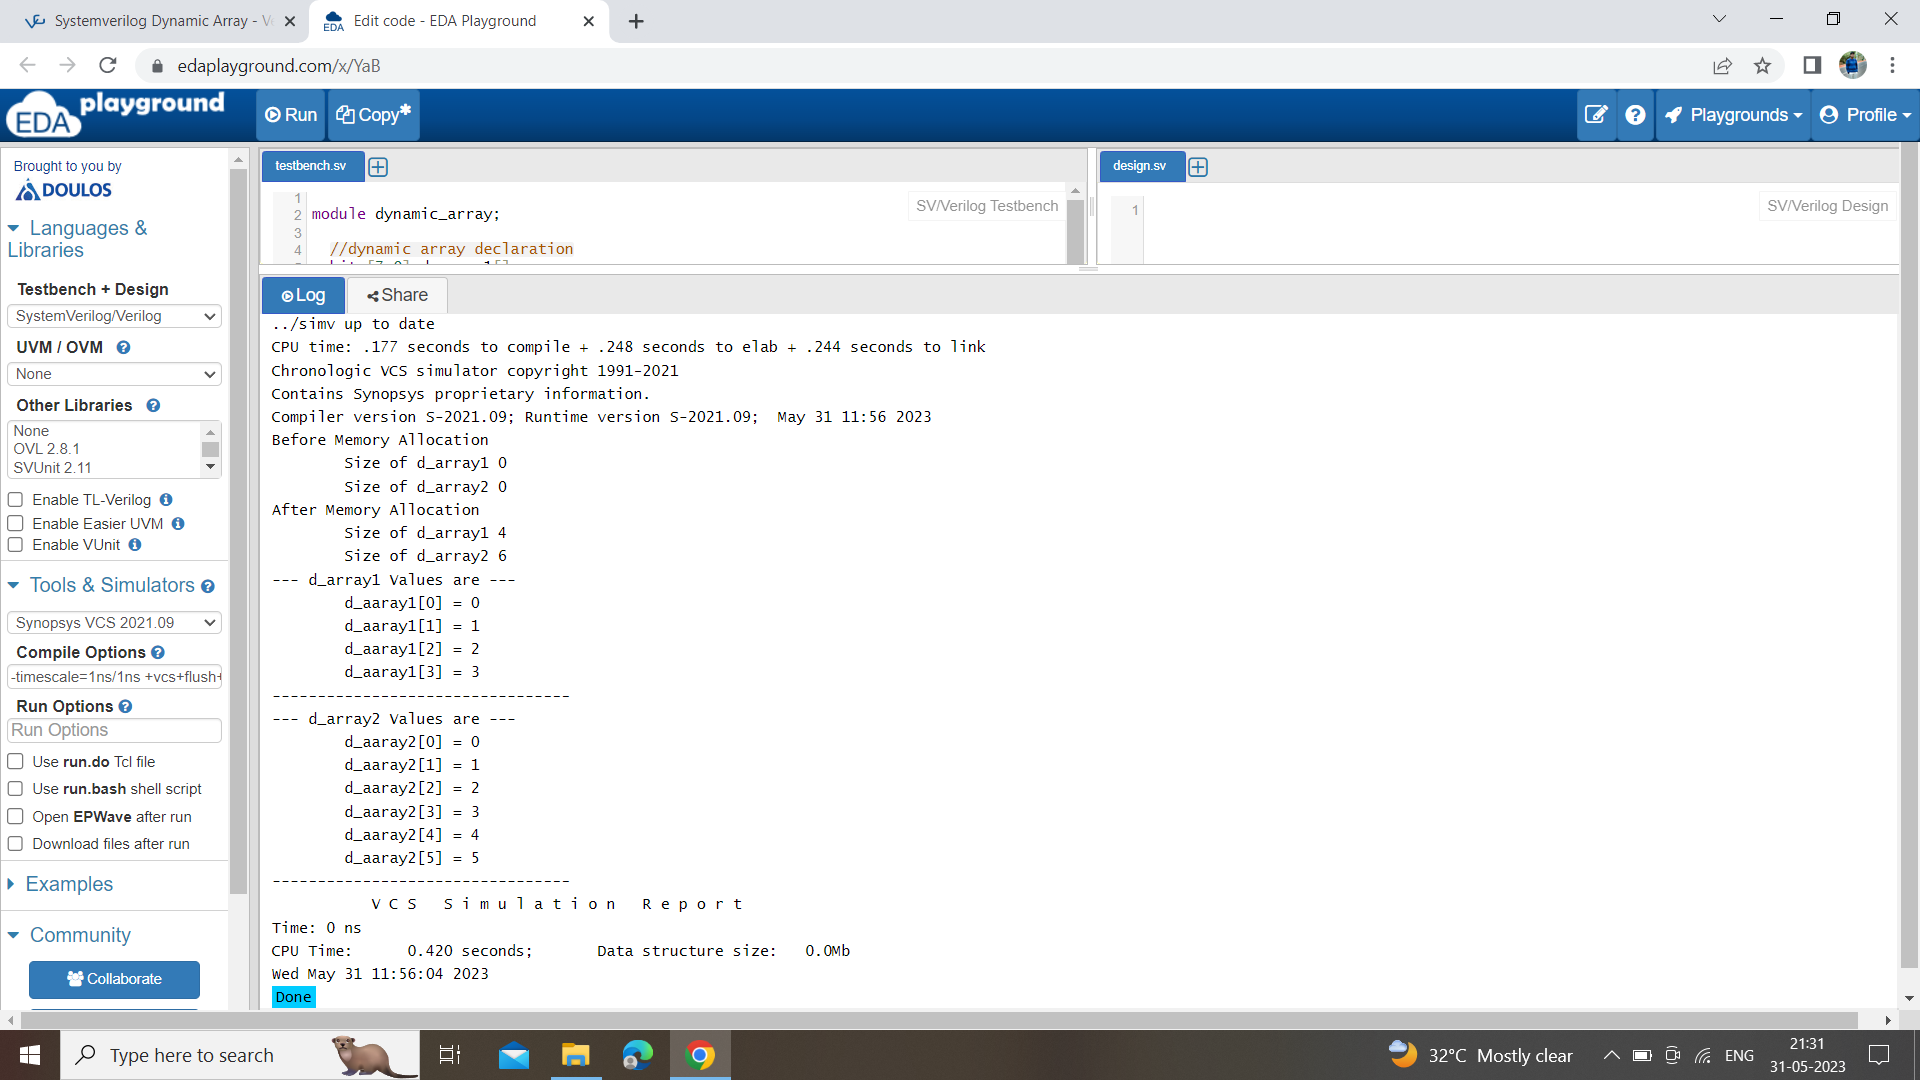 Systemverilog Dynamic Array - V
Edit code - EDA Playground
edaplayground.com/x/YaB
EDA playground
Run
Copy*
Playgrounds
Profile
Brought to you by
DOULOS
Languages &
Libraries
Testbench + Design
SystemVerilog/Verilog
UVM / OVM
None
Other Libraries
None
OVL 2.8.1
SVUnit 2.11
Enable TL-Verilog
Enable Easier UVM
Enable VUnit
Tools & Simulators
Synopsys VCS 2021.09
Compile Options
-timescale=1ns/1ns +vcs+flush+
Run Options
Run Options
Use run.do Tcl file
Use run.bash shell script
Open EPWave after run
Download files after run
Examples
Community
Collaborate
testbench.sv
SV/Verilog Testbench
1
2 module dynamic_array;
3
4 //dynamic array declaration
design.sv
SV/Verilog Design
1
Log
Share
../simv up to date
CPU time: .177 seconds to compile + .248 seconds to elab + .244 seconds to link
Chronologic VCS simulator copyright 1991-2021
Contains Synopsys proprietary information.
Compiler version S-2021.09; Runtime version S-2021.09;  May 31 11:56 2023
Before Memory Allocation
Size of d_array1 0
Size of d_array2 0
After Memory Allocation
Size of d_array1 4
Size of d_array2 6
--- d_array1 Values are ---
d_aaray1[0] = 0
d_aaray1[1] = 1
d_aaray1[2] = 2
d_aaray1[3] = 3
---------------------------------
--- d_array2 Values are ---
d_aaray2[0] = 0
d_aaray2[1] = 1
d_aaray2[2] = 2
d_aaray2[3] = 3
d_aaray2[4] = 4
d_aaray2[5] = 5
---------------------------------
V C S   S i m u l a t i o n   R e p o r t
Time: 0 ns
CPU Time:      0.420 seconds;       Data structure size:   0.0Mb
Wed May 31 11:56:04 2023
Done
Type here to search
32°C Mostly clear
ENG
21:31
31-05-2023